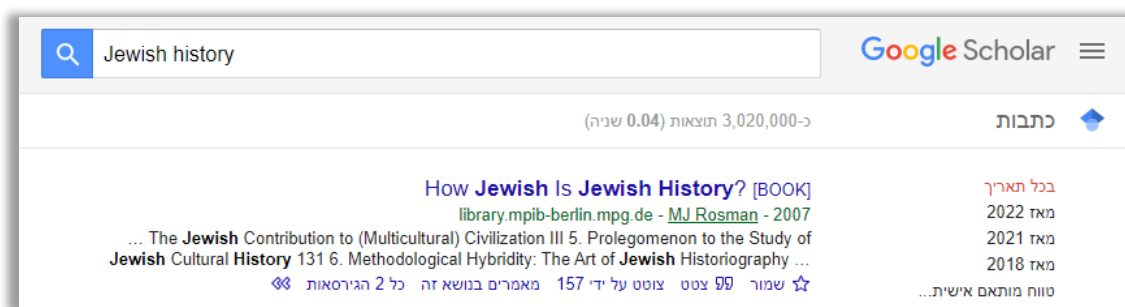 Jewish history
Google Scholar
כתבות
כ-3,020,000 תוצאות (0.04 שניה)
בכל תאריך
מאז 2022
מאז 2021
מאז 2018
טווח מותאם אישית...
How Jewish Is Jewish History? [BOOK]
library.mpib-berlin.mpg.de - MJ Rosman - 2007
… The Jewish Contribution to (Multicultural) Civilization III 5. Prolegomenon to the Study of
Jewish Cultural History 131 6. Methodological Hybridity: The Art of Jewish Historiography …
שמור צטט צוטט על ידי 157 מאמרים בנושא זה כל 2 הגירסאות